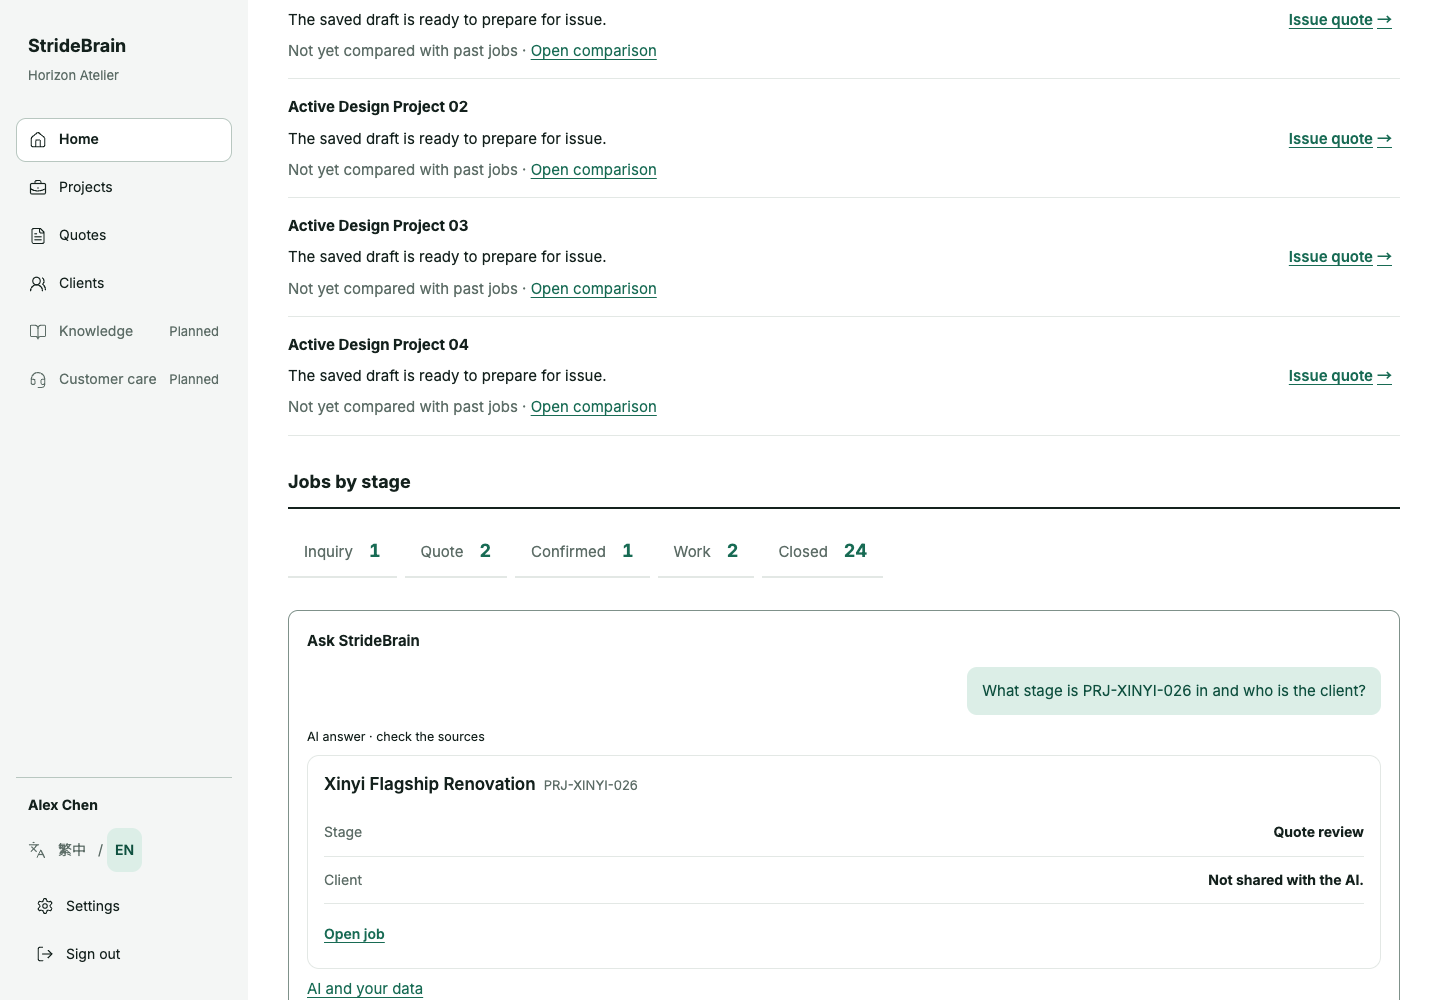 StrideBrain
Horizon Atelier
Home
Projects
Quotes
Clients
Knowledge Planned
Customer care Planned
Alex Chen
繁中 / EN
Settings
Sign out
The saved draft is ready to prepare for issue. Issue quote →
Not yet compared with past jobs · Open comparison
Active Design Project 02
The saved draft is ready to prepare for issue. Issue quote →
Not yet compared with past jobs · Open comparison
Active Design Project 03
The saved draft is ready to prepare for issue. Issue quote →
Not yet compared with past jobs · Open comparison
Active Design Project 04
The saved draft is ready to prepare for issue. Issue quote →
Not yet compared with past jobs · Open comparison
Jobs by stage
Inquiry 1 Quote 2 Confirmed 1 Work 2 Closed 24
Ask StrideBrain
What stage is PRJ-XINYI-026 in and who is the client?
AI answer · check the sources
Xinyi Flagship Renovation PRJ-XINYI-026
Stage Quote review
Client Not shared with the AI.
Open job
AI and your data